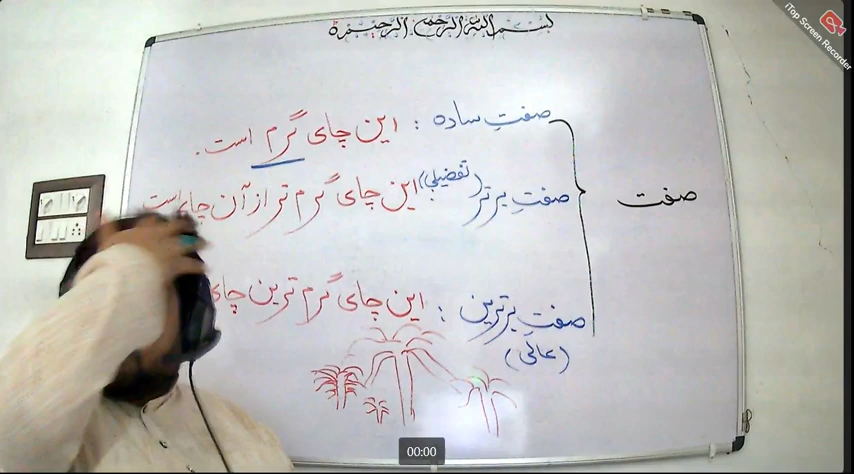 بسم الله الرحمن الرحیم
صفت
صفتِ ساده : این چای گرم است.
صفتِ برتر (تفضیلی) این چای گرم تر از آن چای است
صفتِ برترین : این چای گرم ترین چای
(عالی)
iTop Screen Recorder
00:00